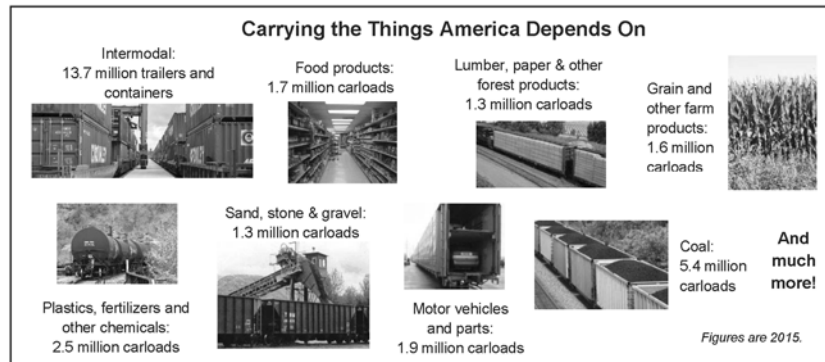 Carrying the Things America Depends On
Intermodal:
13.7 million trailers and
containers
Food products:
1.7 million carloads
Lumber, paper & other
forest products:
1.3 million carloads
Grain and
other farm
products:
1.6 million
carloads
Plastics, fertilizers and
other chemicals:
2.5 million carloads
Sand, stone & gravel:
1.3 million carloads
Motor vehicles
and parts:
1.9 million carloads
Coal:
5.4 million
carloads
And
much
more!
Figures are 2015.